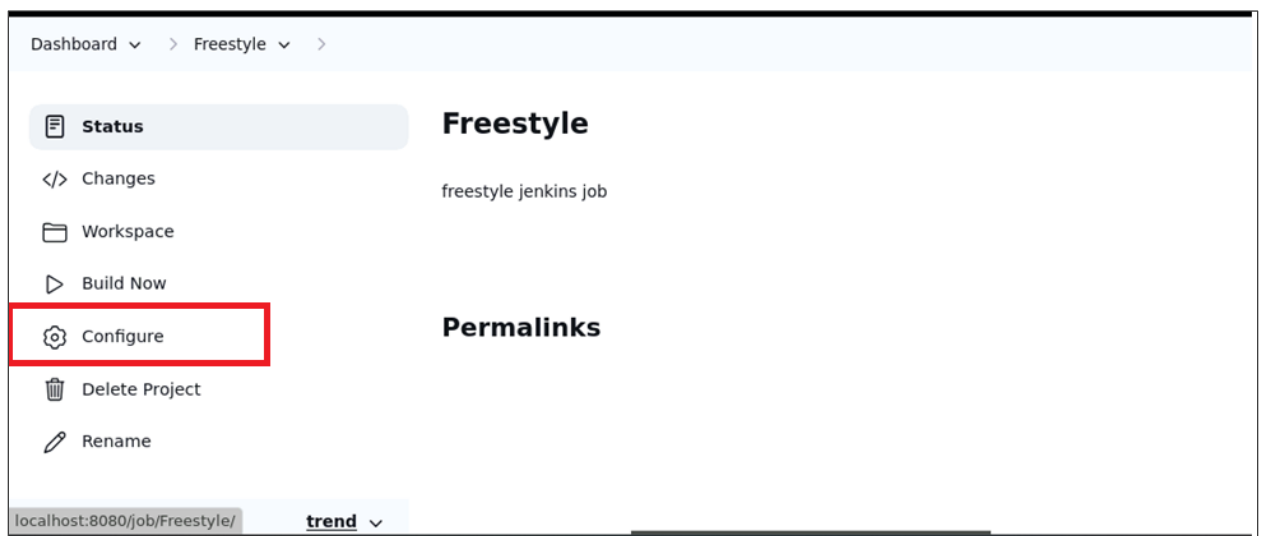 Dashboard > Freestyle >
Status
Changes
Workspace
Build Now
Configure
Delete Project
Rename
trend
localhost:8080/job/Freestyle/
Freestyle
freestyle jenkins job
Permalinks